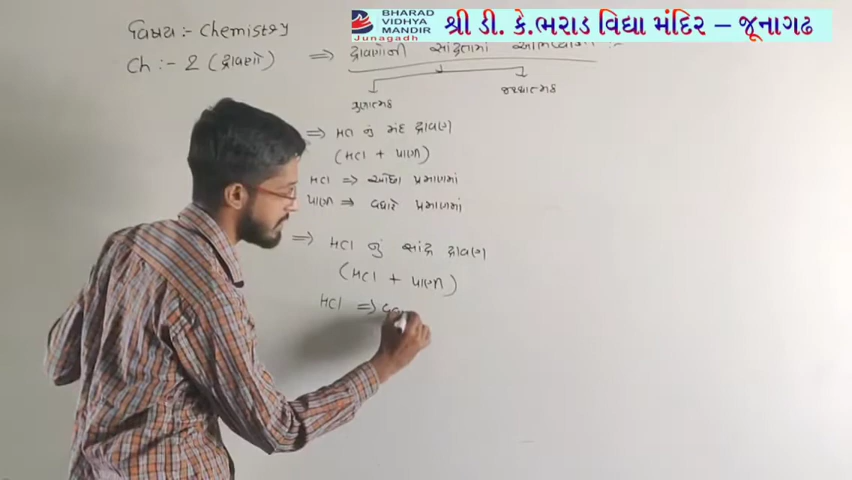 BHARAD
VIDHYA
MANDIR
Junagadh
શ્રી ડી. કે.ભરાડ વિદ્યા મંદિર – જૂનાગઢ
વિષય :- Chemistry
Ch :- 2 (દ્રાવણો)
⇒ દ્રાવણોની સાંદ્રતામાં
ગુણાત્મક
જથ્થાત્મક
⇒ HCl નું મંદ દ્રાવણ
(HCl + પાણી)
HCl ⇒ ઓછા પ્રમાણમાં
પાણી ⇒ વધારે પ્રમાણમાં
⇒ HCl નું સાંદ્ર દ્રાવણ
(HCl + પાણી)
HCl ⇒